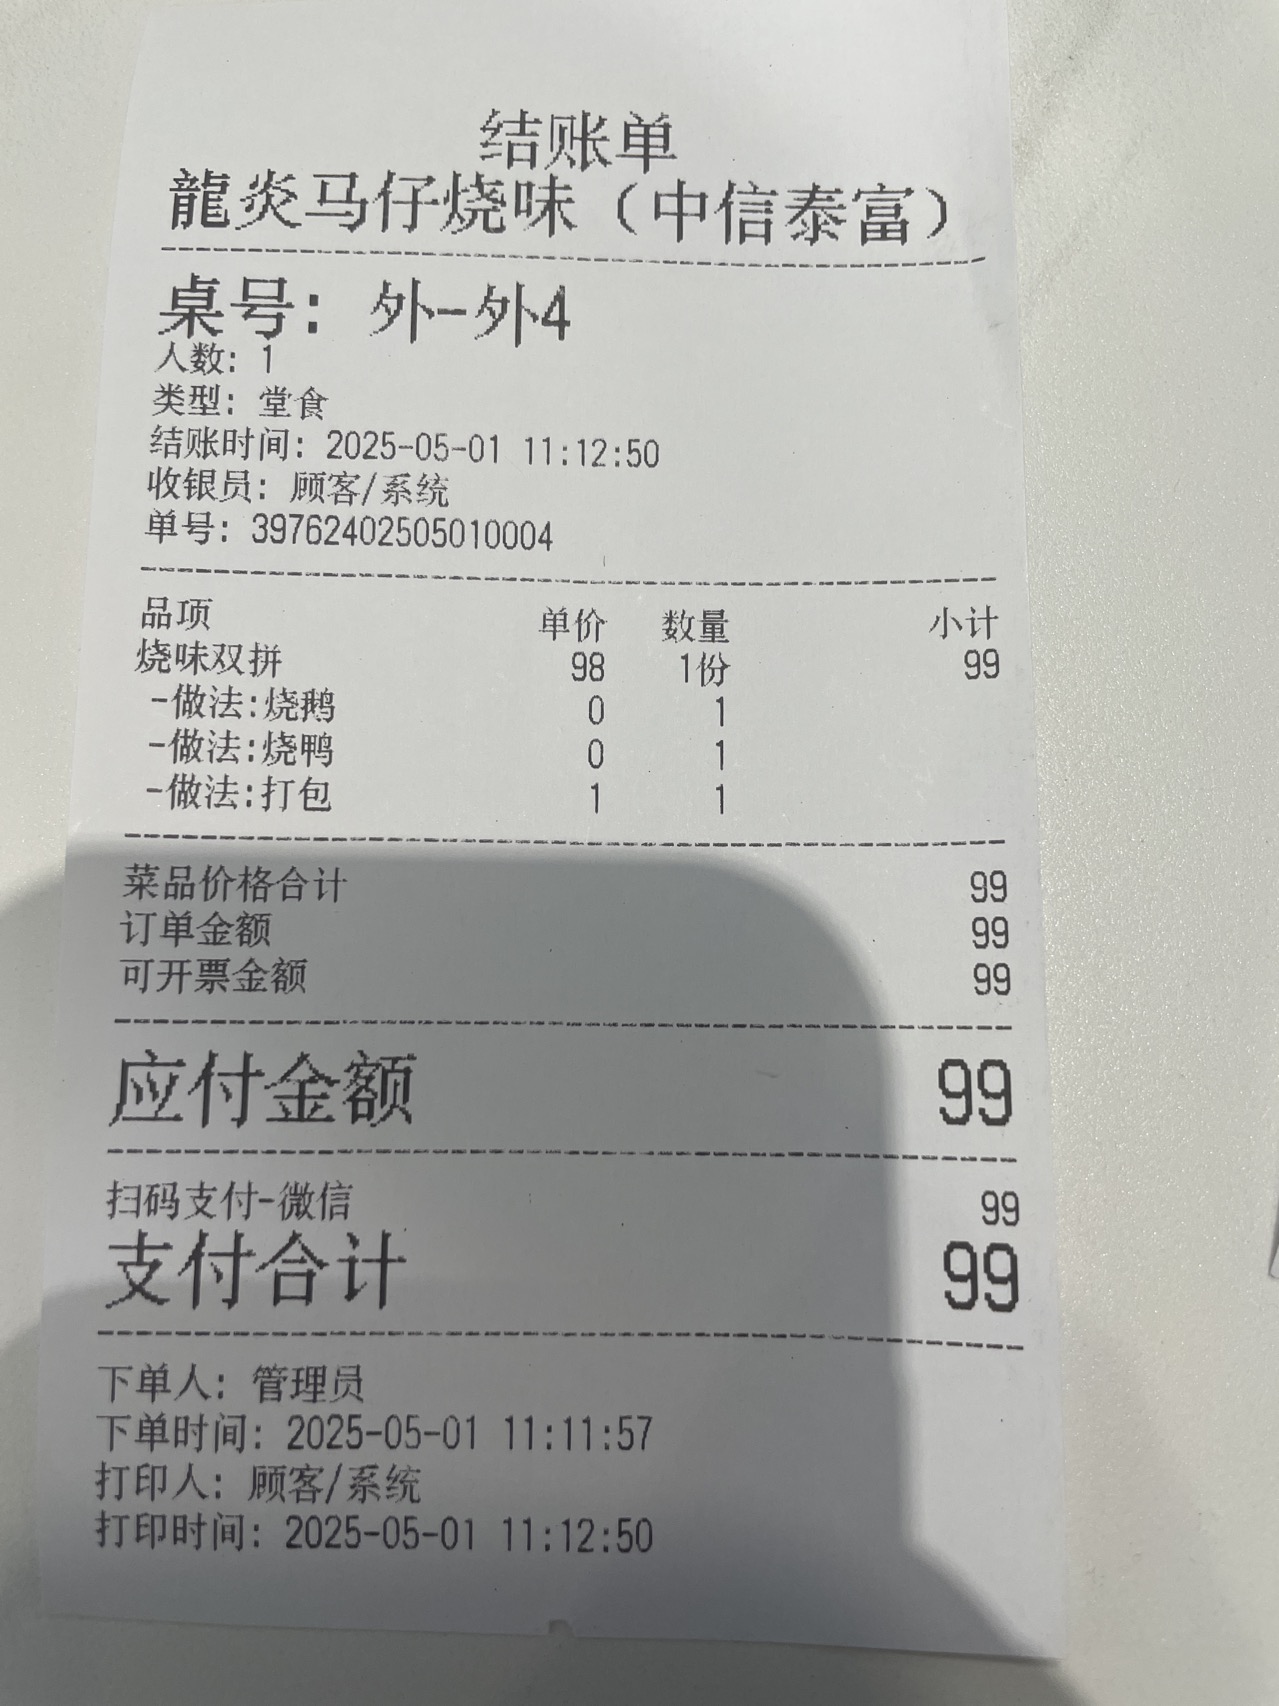 结账单
龍炎马仔烧味（中信泰富）
桌号: 外-外4
人数: 1
类型: 堂食
结账时间: 2025-05-01 11:12:50
收银员: 顾客/系统
单号: 39762402505010004
品项 单价 数量 小计
烧味双拼 98 1份 99
-做法:烧鹅 0 1
-做法:烧鸭 0 1
-做法:打包 1 1
菜品价格合计 99
订单金额 99
可开票金额 99
应付金额 99
扫码支付-微信 99
支付合计 99
下单人: 管理员
下单时间: 2025-05-01 11:11:57
打印人: 顾客/系统
打印时间: 2025-05-01 11:12:50